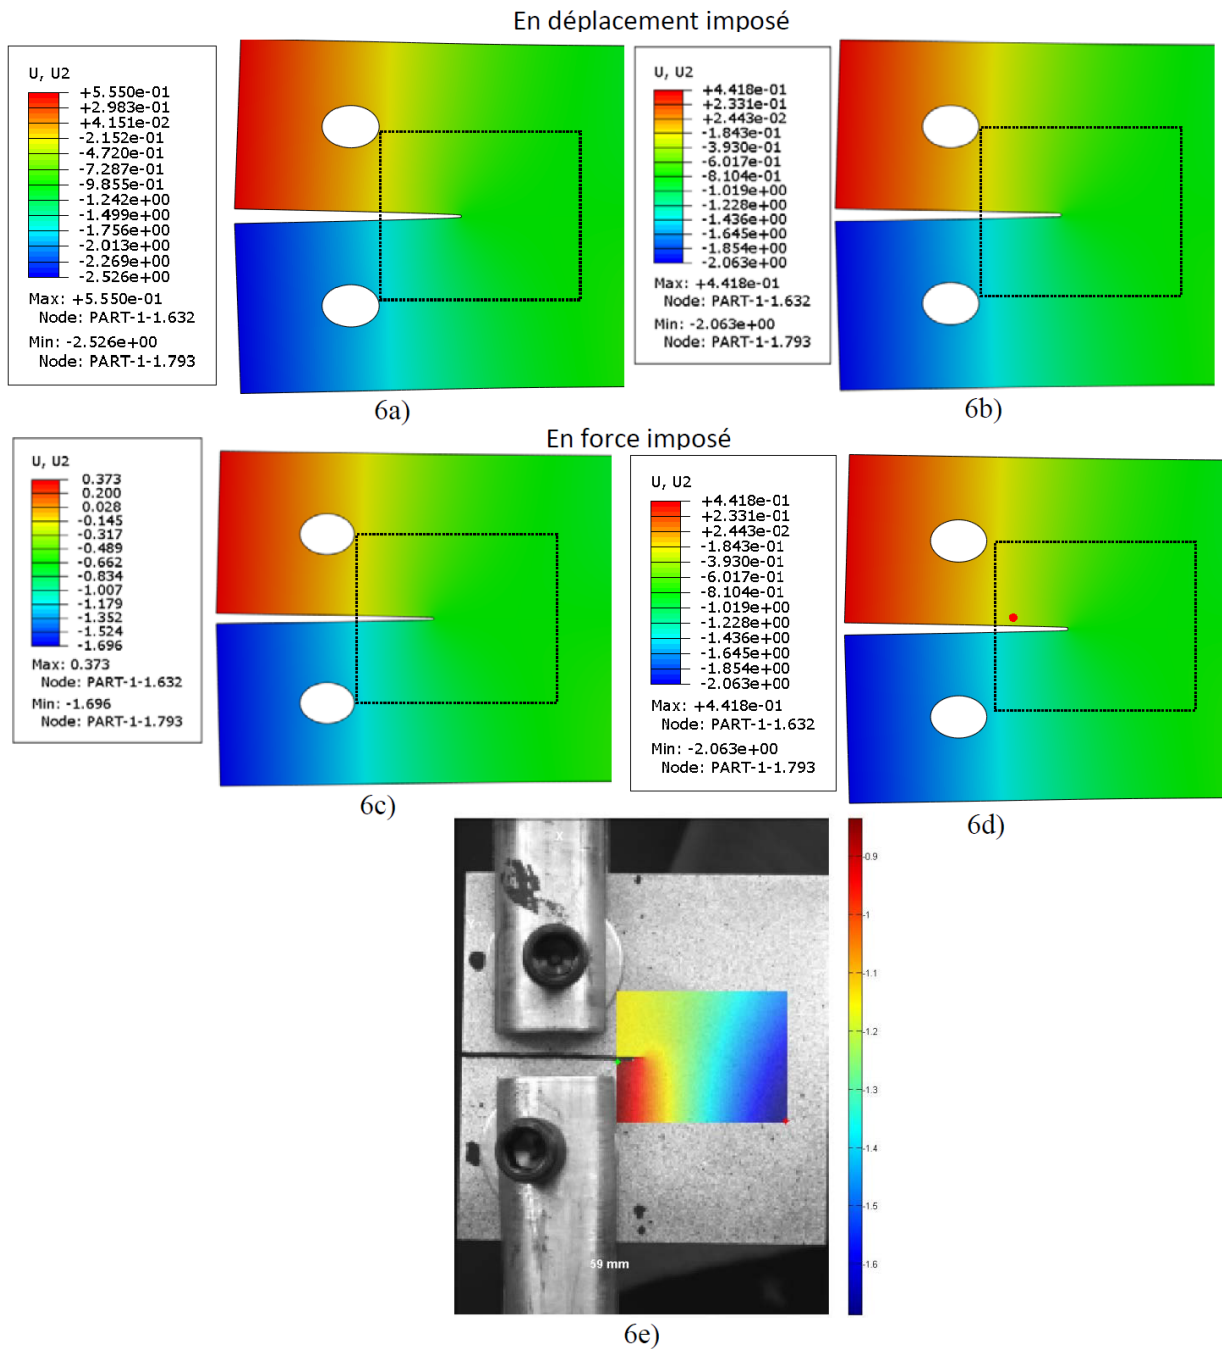 En déplacement imposé
U, U2
+5.550e-01
+2.983e-01
+4.151e-02
-2.152e-01
-4.720e-01
-7.287e-01
-9.855e-01
-1.242e+00
-1.499e+00
-1.756e+00
-2.013e+00
-2.269e+00
-2.526e+00
Max: +5.550e-01
Node: PART-1-1.632
Min: -2.526e+00
Node: PART-1-1.793
6a)
U, U2
+4.418e-01
+2.331e-01
+2.443e-02
-1.843e-01
-3.930e-01
-6.017e-01
-8.104e-01
-1.019e+00
-1.228e+00
-1.436e+00
-1.645e+00
-1.854e+00
-2.063e+00
Max: +4.418e-01
Node: PART-1-1.632
Min: -2.063e+00
Node: PART-1-1.793
6b)
En force imposé
U, U2
0.373
0.200
0.028
-0.145
-0.317
-0.489
-0.662
-0.834
-1.007
-1.179
-1.352
-1.524
-1.696
Max: 0.373
Node: PART-1-1.632
Min: -1.696
Node: PART-1-1.793
6c)
U, U2
+4.418e-01
+2.331e-01
+2.443e-02
-1.843e-01
-3.930e-01
-6.017e-01
-8.104e-01
-1.019e+00
-1.228e+00
-1.436e+00
-1.645e+00
-1.854e+00
-2.063e+00
Max: +4.418e-01
Node: PART-1-1.632
Min: -2.063e+00
Node: PART-1-1.793
6d)
X
59 mm
-0.9
-1
-1.1
-1.2
-1.3
-1.4
-1.5
-1.6
6e)